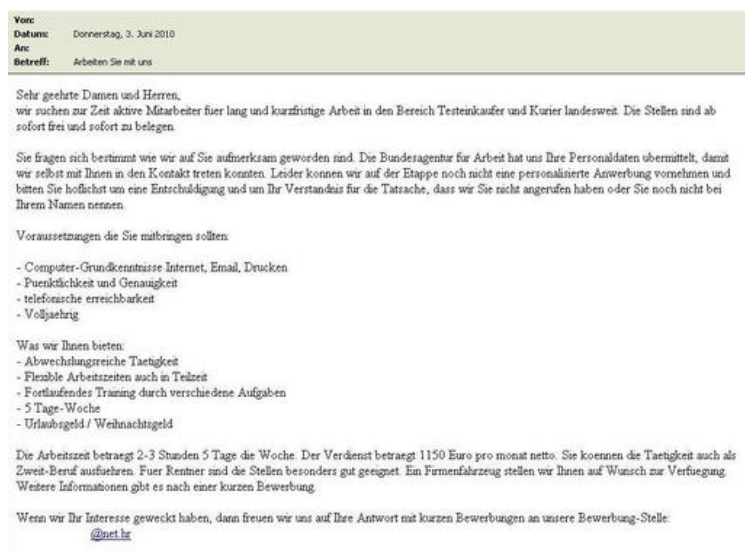 Von:
Datum: Donnerstag, 3. Juni 2010
An:
Betreff: Arbeiten Sie mit uns
Sehr geehrte Damen und Herren,
wir suchen zur Zeit aktive Mitarbeiter fuer lang und kurzfristige Arbeit in den Bereich Testeinkaufer und Kurier landesweit. Die Stellen sind ab
sofort frei und sofort zu belegen.
Sie fragen sich bestimmt wie wir auf Sie aufmerksam geworden sind. Die Bundesagentur fur Arbeit hat uns Ihre Personaldaten ubermittelt, damit
wir selbst mit Ihnen in den Kontakt treten konnten. Leider konnen wir auf der Etappe noch nicht eine personalisierte Anwerbung vornehmen und
bitten Sie hoflichst um eine Entschuldigung und um Ihr Verstandnis fur die Tatsache, dass wir Sie nicht angerufen haben oder Sie noch nicht bei
Ihrem Namen nennen.
Voraussetzungen die Sie mitbringen sollten:
- Computer-Grundkenntnisse Internet, Email, Drucken
- Puenktlichkeit und Genauigkeit
- telefonische erreichbarkeit
- Volljaehrig
Was wir Ihnen bieten:
- Abwechslungsreiche Taetigkeit
- Flexible Arbeitszeiten auch in Teilzeit
- Fortlaufendes Training durch verschiedene Aufgaben
- 5 Tage-Woche
- Urlaubsgeld / Weihnachtsgeld
Die Arbeitszeit betraegt 2-3 Stunden 5 Tage die Woche. Der Verdienst betraegt 1150 Euro pro monat netto. Sie koennen die Taetigkeit auch als
Zweit-Beruf ausfuehren. Fuer Rentner sind die Stellen besonders gut geeignet. Ein Firmenfahrzeug stellen wir Ihnen auf Wunsch zur Verfuegung.
Weitere Informationen gibt es nach einer kurzen Bewerbung.
Wenn wir Ihr Interesse geweckt haben, dann freuen wir uns auf Ihre Antwort mit kurzen Bewerbungen an unsere Bewerbung-Stelle:
@net.hr